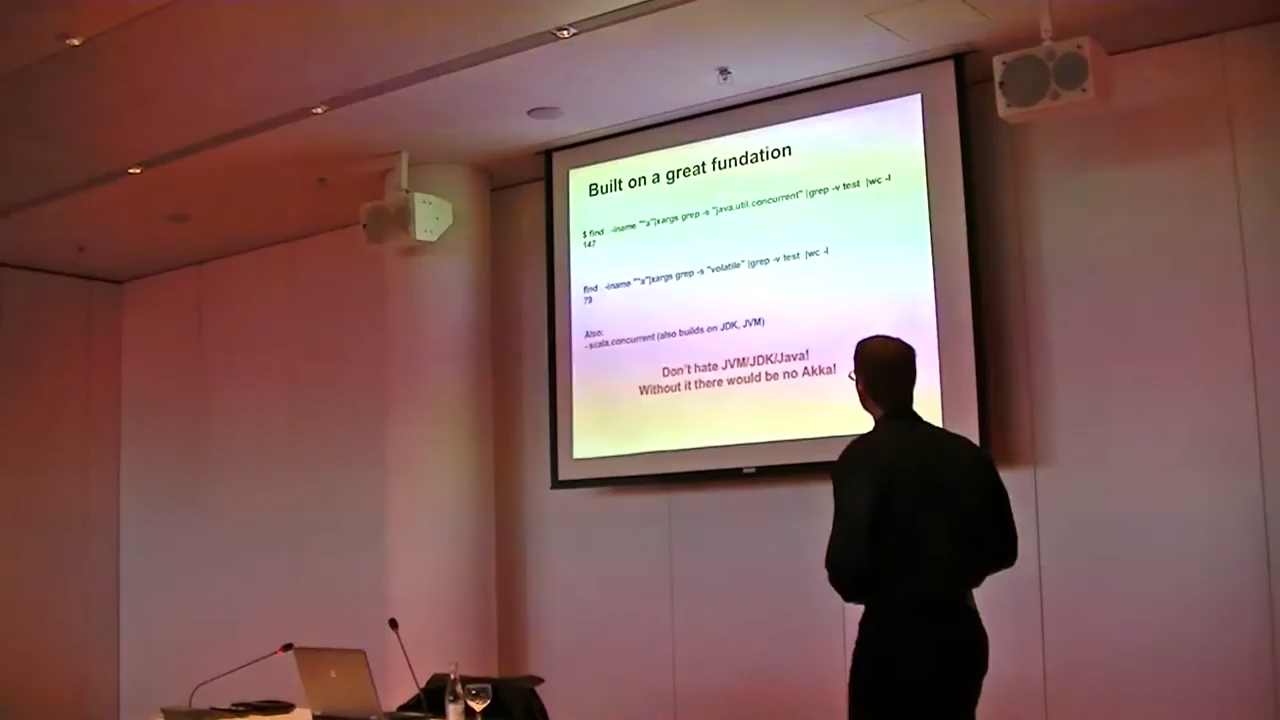 Built on a great fundation
$ find -iname "*a"|xargs grep -s "java.util.concurrent" |grep -v test |wc -l
147
find -iname "*a"|xargs grep -s "volatile" |grep -v test |wc -l
79
Also:
- scala.concurrent (also builds on JDK, JVM)
Don't hate JVM/JDK/Java!
Without it there would be no Akka!